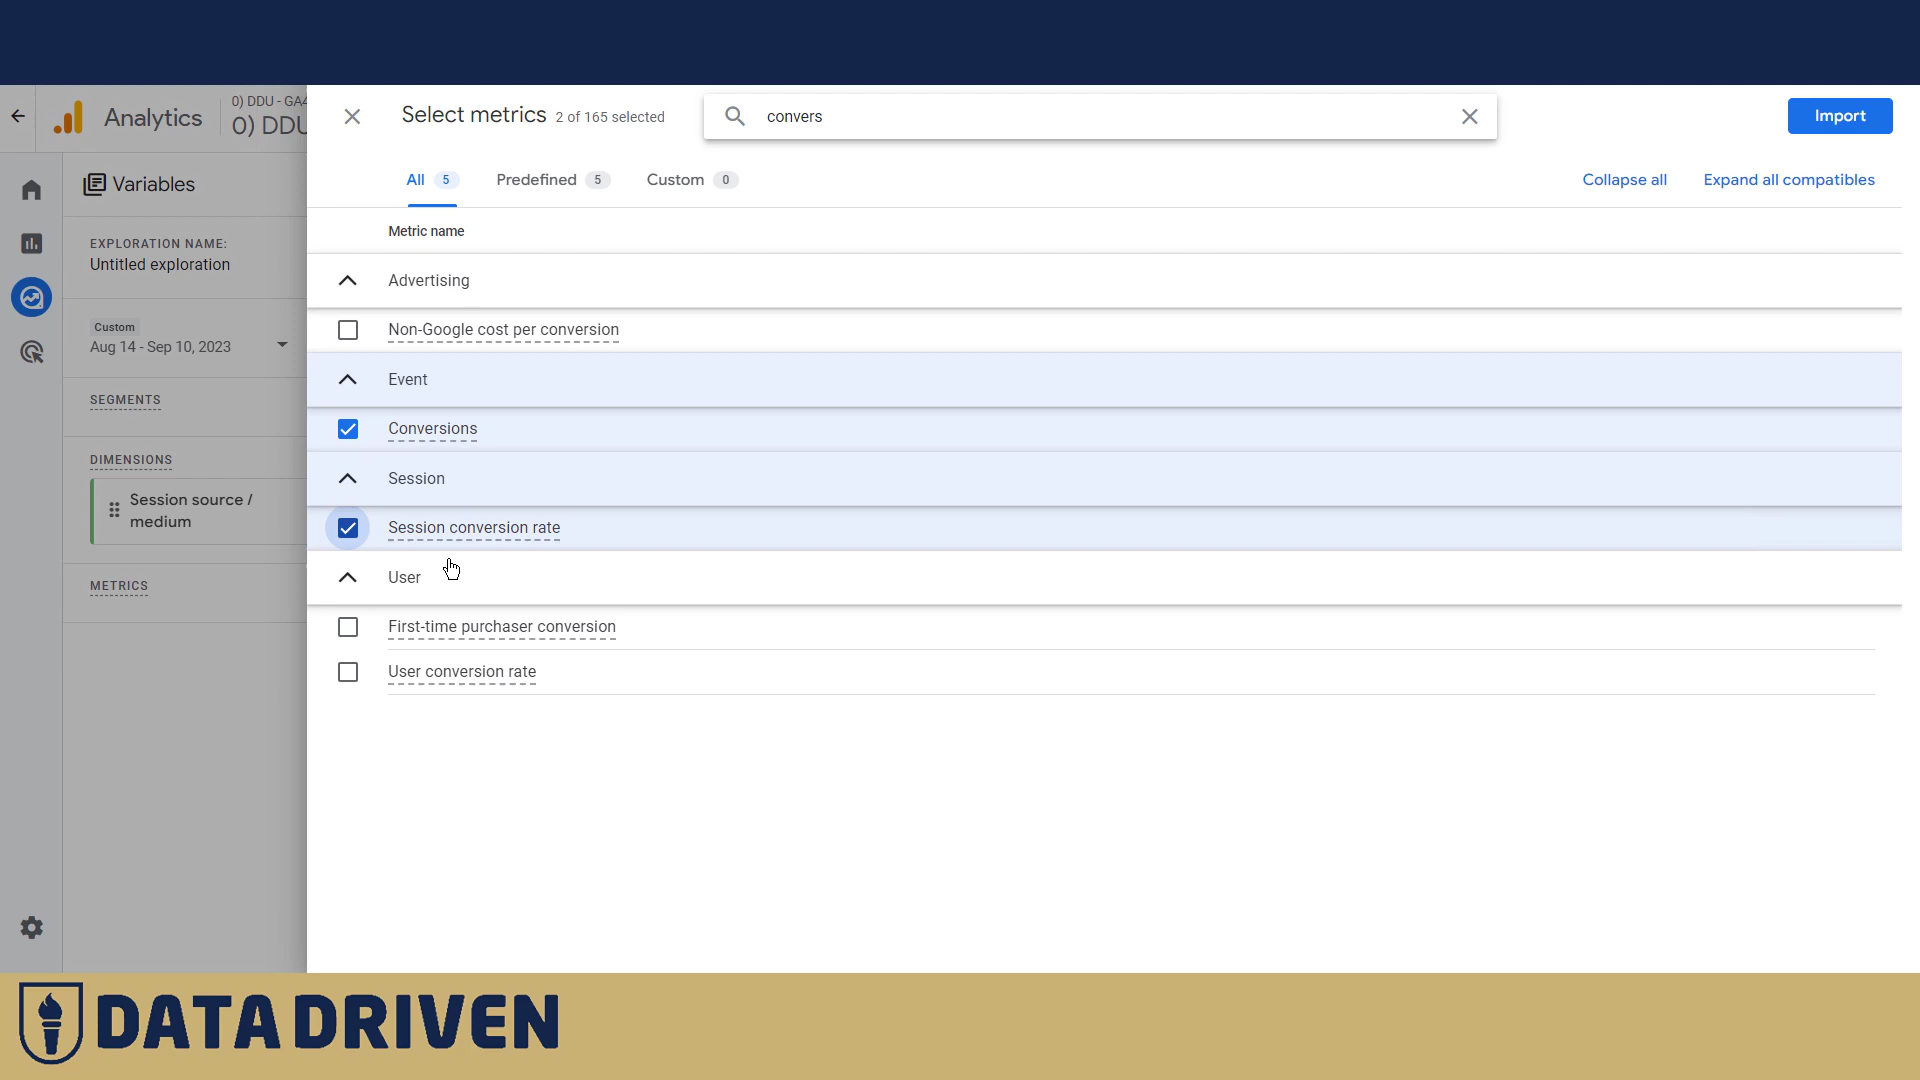 Analytics
0) DDU - GA4
0) DDU
Select metrics 2 of 165 selected
convers
Import
Variables
All 5
Predefined 5
Custom 0
Collapse all
Expand all compatibles
EXPLORATION NAME:
Untitled exploration
Custom
Aug 14 - Sep 10, 2023
SEGMENTS
DIMENSIONS
Session source /
medium
METRICS
Metric name
Advertising
Non-Google cost per conversion
Event
Conversions
Session
Session conversion rate
User
First-time purchaser conversion
User conversion rate
DATA DRIVEN